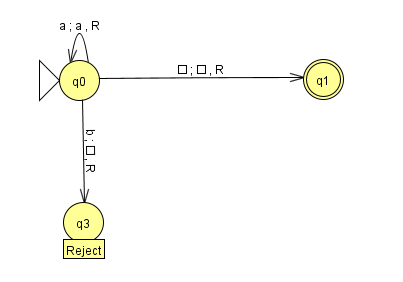 a ; a , R
q0
□ ; □ , R
q1
b ; □ , R
q3
Reject